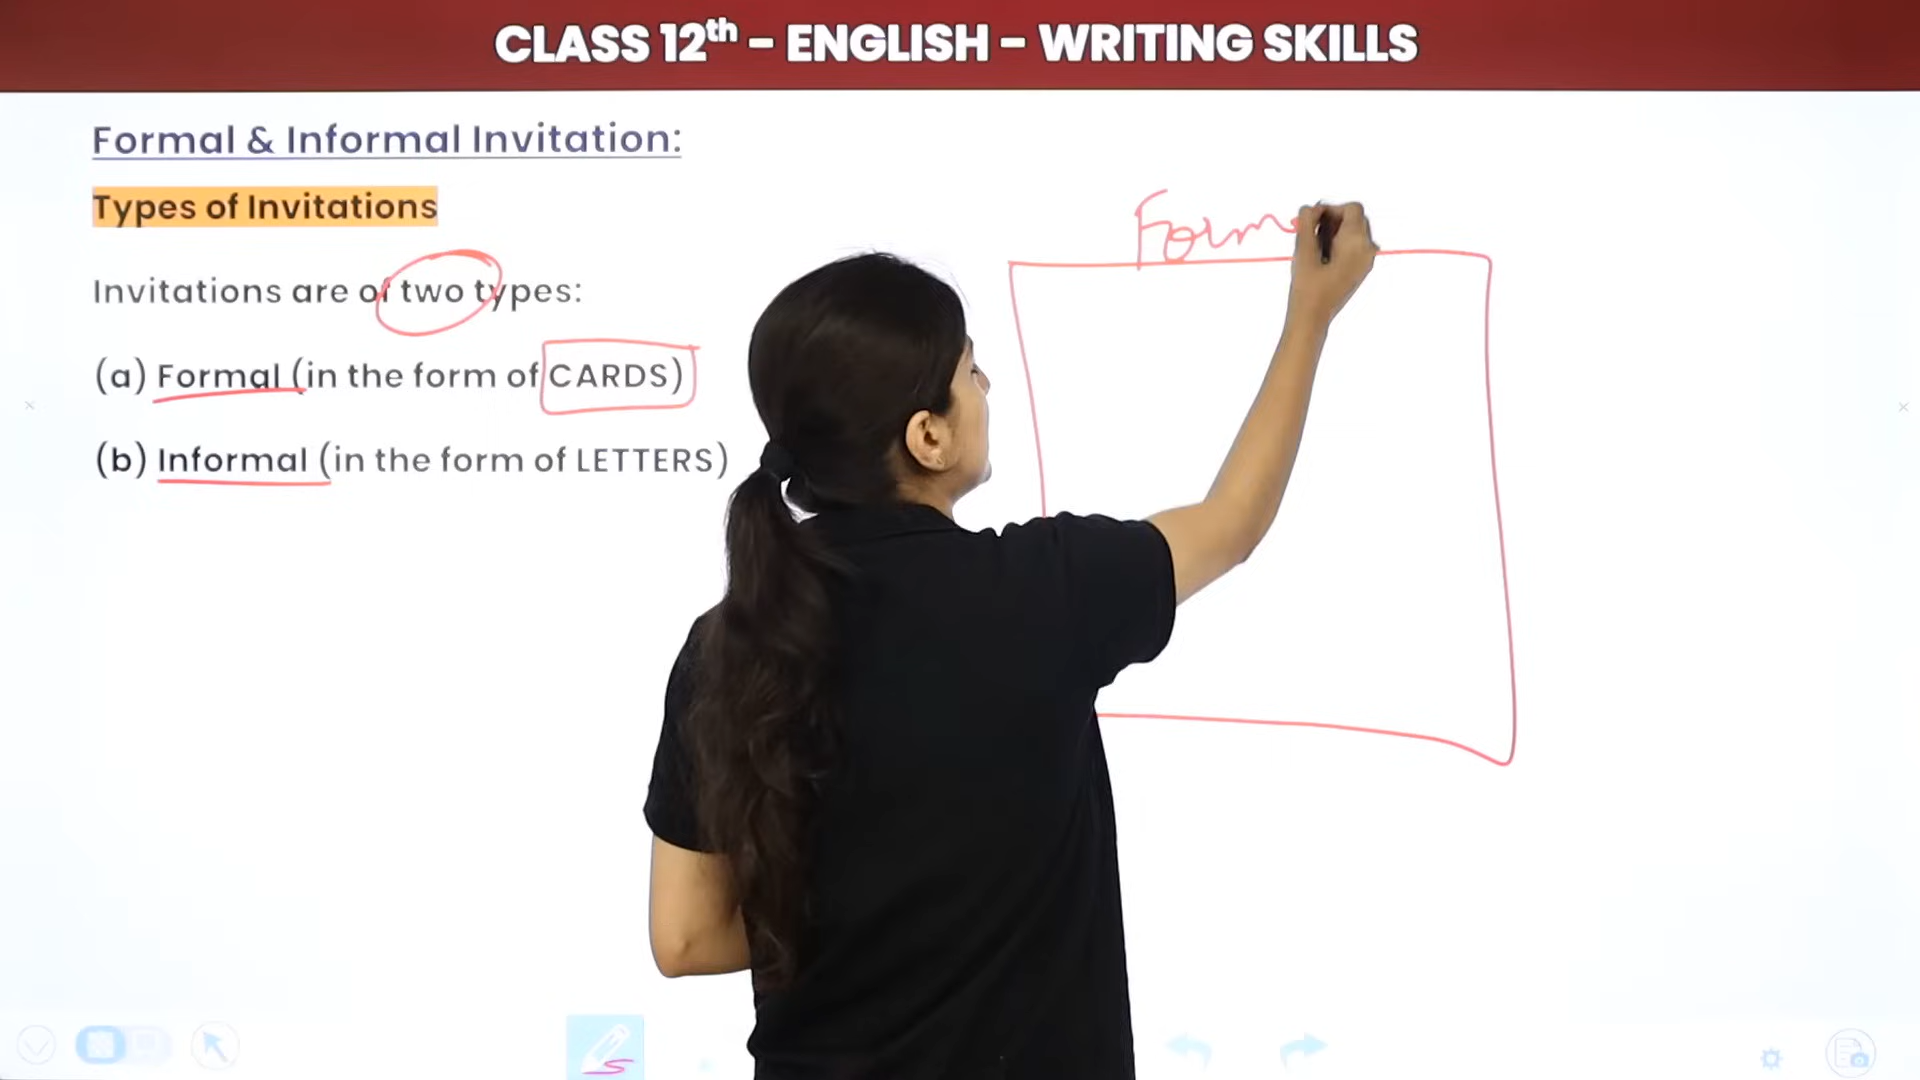 CLASS 12th – ENGLISH – WRITING SKILLS
Formal & Informal Invitation:
Types of Invitations
Invitations are of two types:
(a) Formal (in the form of CARDS)
(b) Informal (in the form of LETTERS)
Forma